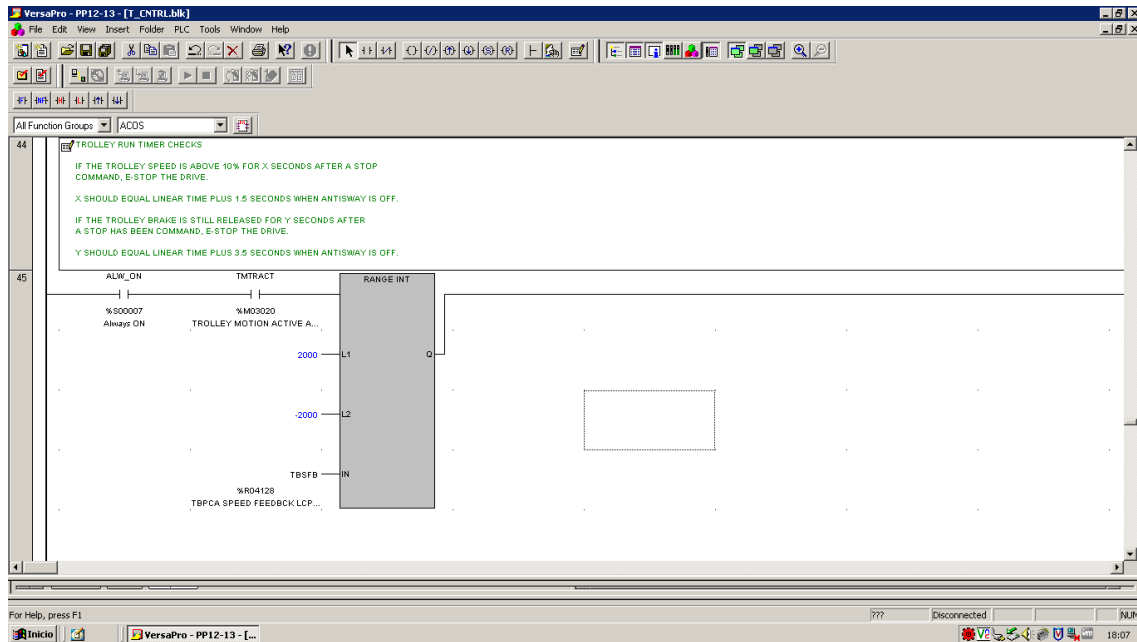 VersaPro - PP12-13 - [T_CNTRL.blk]
File Edit View Insert Folder PLC Tools Window Help
All Function Groups ACOS
44
TROLLEY RUN TIMER CHECKS
IF THE TROLLEY SPEED IS ABOVE 10% FOR X SECONDS AFTER A STOP
COMMAND, E-STOP THE DRIVE.
X SHOULD EQUAL LINEAR TIME PLUS 1.5 SECONDS WHEN ANTISWAY IS OFF.
IF THE TROLLEY BRAKE IS STILL RELEASED FOR Y SECONDS AFTER
A STOP HAS BEEN COMMAND, E-STOP THE DRIVE.
Y SHOULD EQUAL LINEAR TIME PLUS 3.5 SECONDS WHEN ANTISWAY IS OFF.
45
ALW_ON TMTRACT RANGE INT
%S00007 %M03020
Always ON TROLLEY MOTION ACTIVE A...
2000 L1 Q
-2000 L2
TBSFB IN
%R04128
TBPCA SPEED FEEDBCK LCP...
For Help, press F1 ??? Disconnected NUM
Inicio VersaPro - PP12-13 - [... 18:07